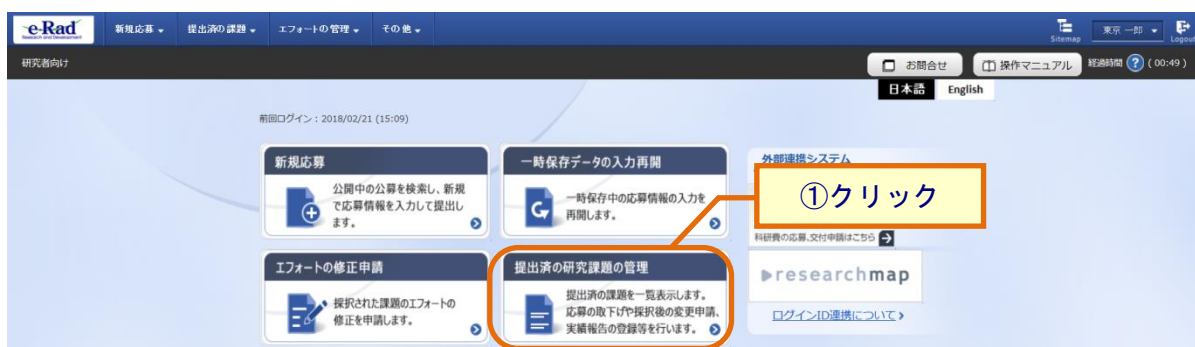 e-Rad
新規応募
提出済の課題
エフォートの管理
その他
Sitemap
東京 一郎
Logout
研究者向け
お問合せ
操作マニュアル
経過時間 ? ( 00:49 )
日本語
English
前回ログイン : 2018/02/21 (15:09)
新規応募
公開中の公募を検索し、新規
で応募情報を入力して提出し
ます。
一時保存データの入力再開
一時保存中の応募情報の入力を
再開します。
外部連携システム
①クリック
科研費の応募、交付申請はこちら
エフォートの修正申請
採択された課題のエフォートの
修正を申請します。
提出済の研究課題の管理
提出済の課題を一覧表示します。
応募の取下げや採択後の変更申請、
実績報告の登録等を行います。
researchmap
ログインID連携について